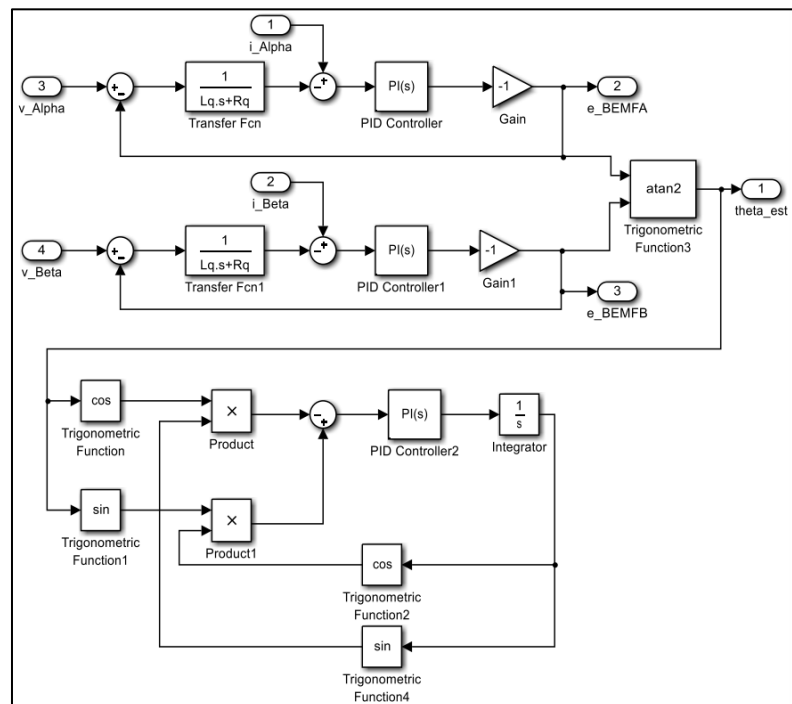 1
i_Alpha
3
v_Alpha
+
-
1
Lq.s+Rq
Transfer Fcn
-
+
PI(s)
PID Controller
-1
Gain
2
e_BEMFA
2
i_Beta
4
v_Beta
+
-
1
Lq.s+Rq
Transfer Fcn1
-
+
PI(s)
PID Controller1
-1
Gain1
atan2
Trigonometric
Function3
1
theta_est
3
e_BEMFB
cos
Trigonometric
Function
×
Product
-
+
PI(s)
PID Controller2
1
s
Integrator
sin
Trigonometric
Function1
×
Product1
cos
Trigonometric
Function2
sin
Trigonometric
Function4